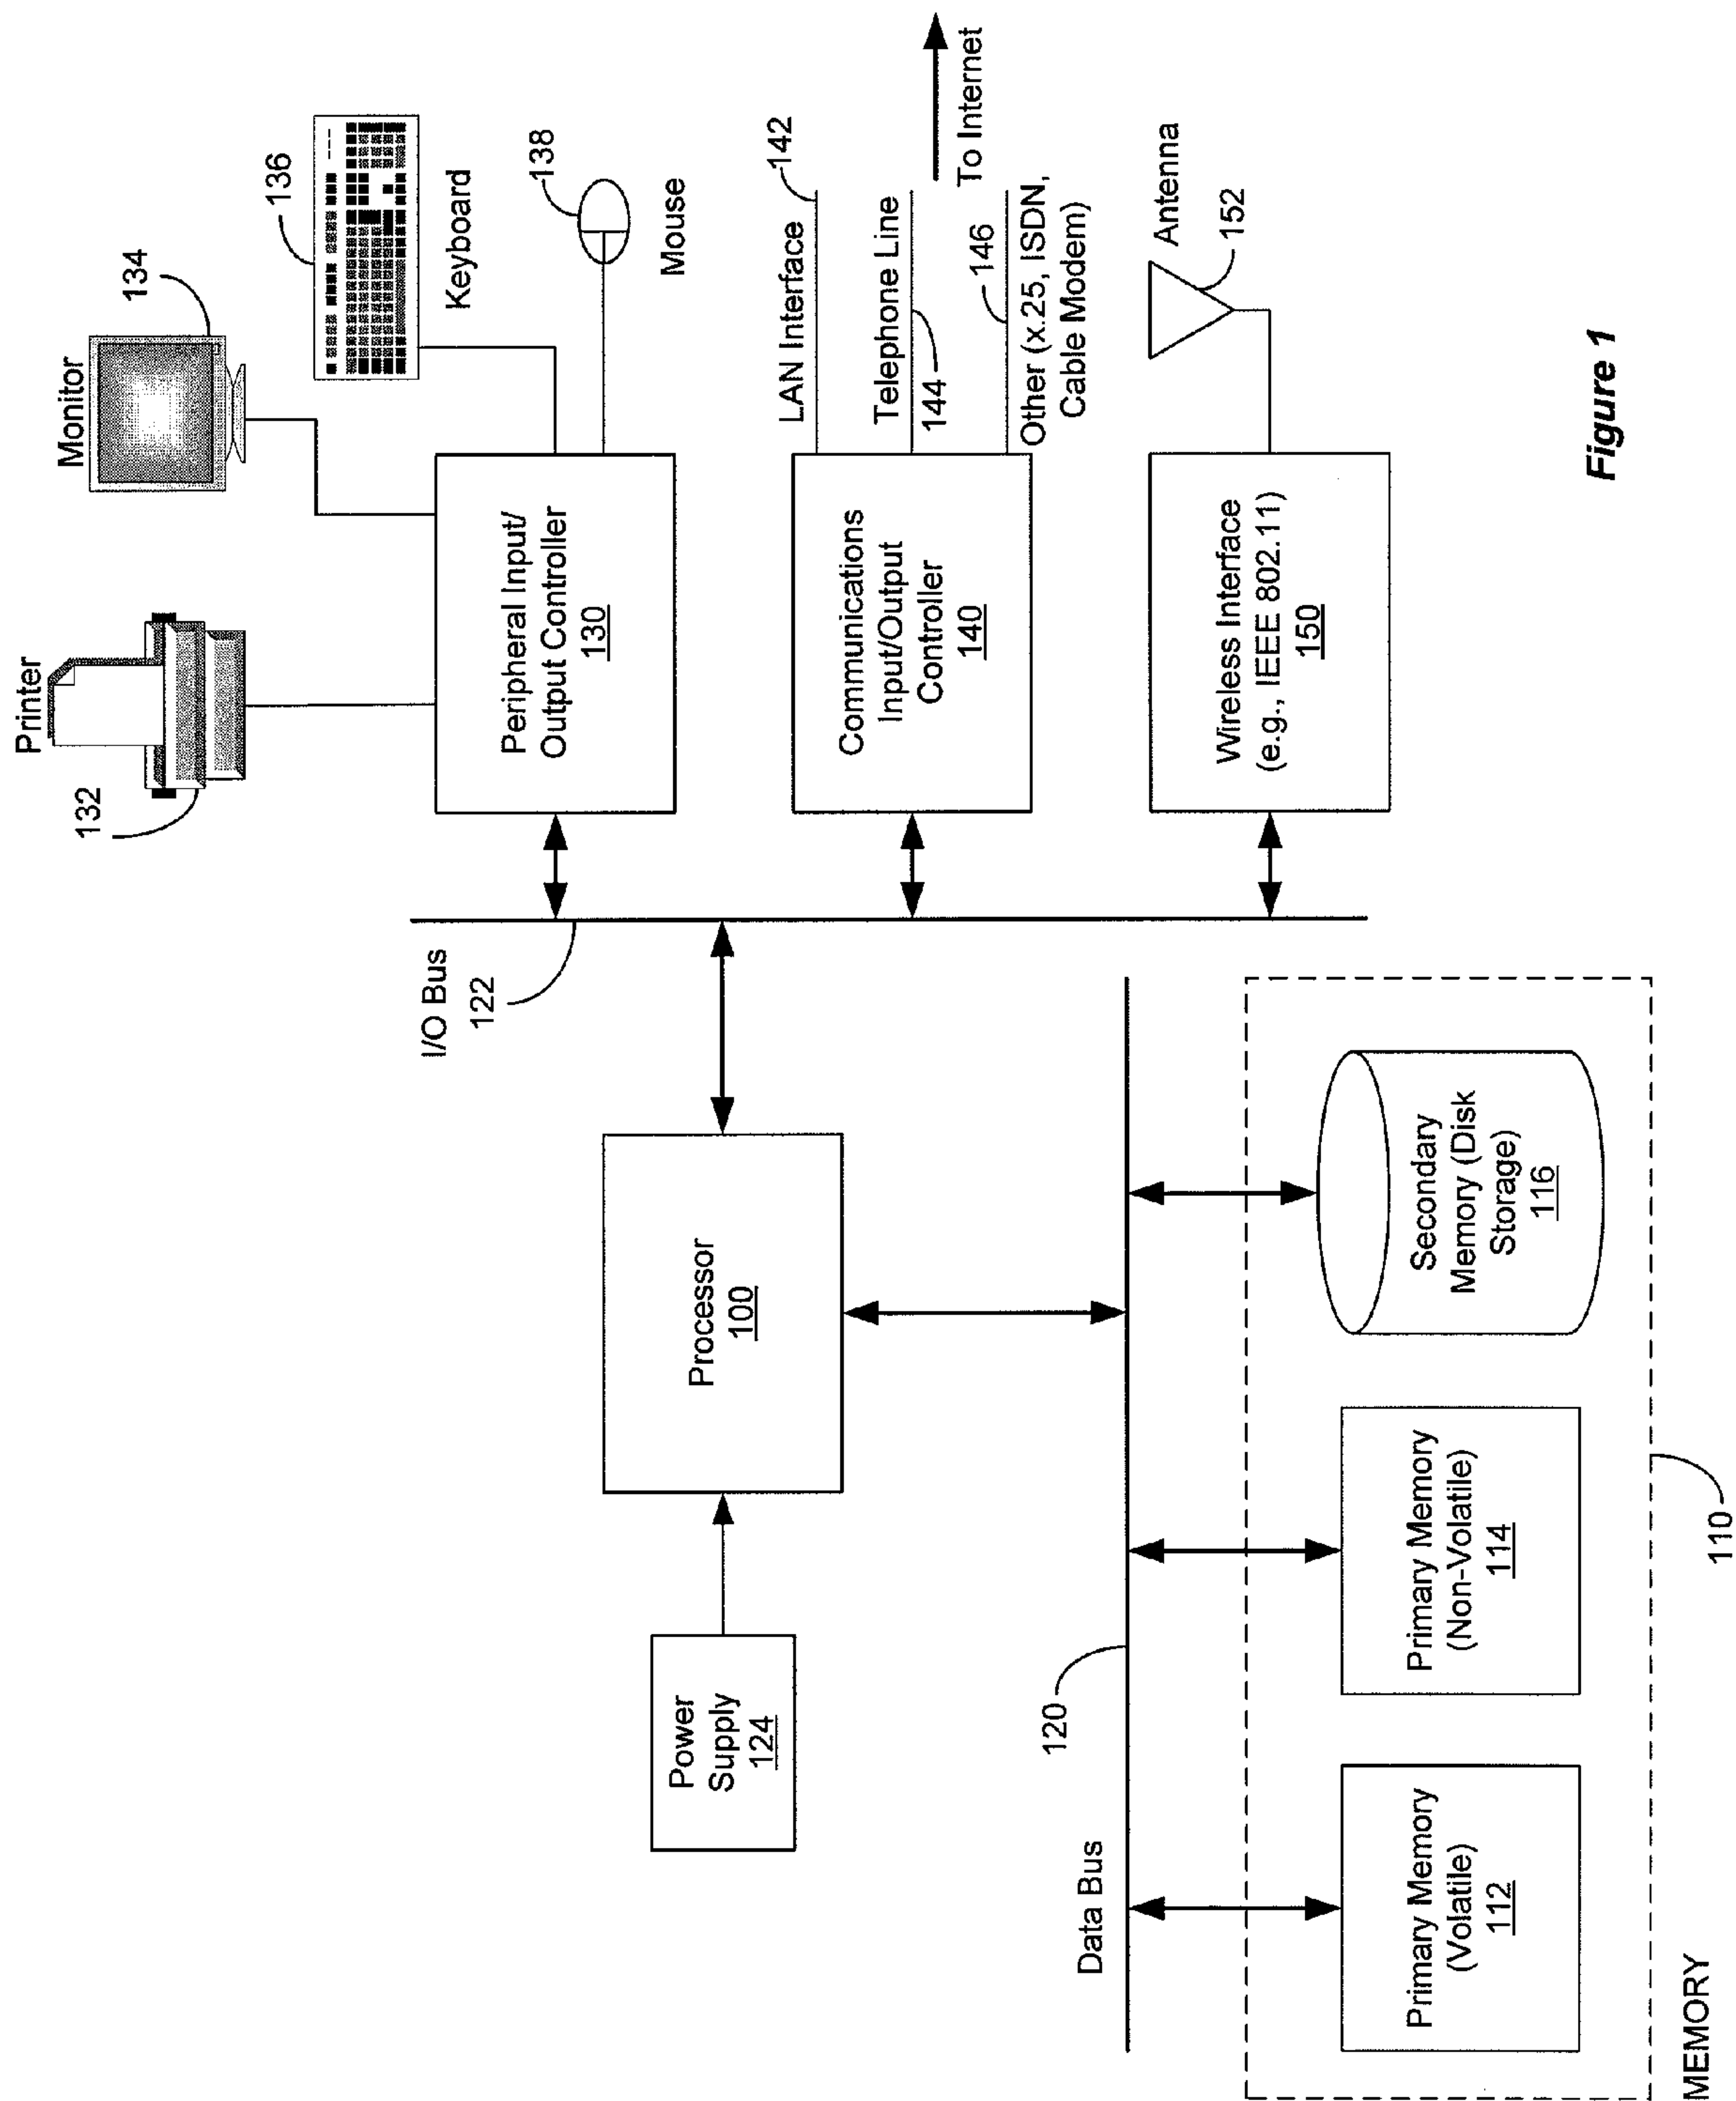 Printer
132
Monitor
134
136
Keyboard
138
Mouse
Peripheral Input/
Output Controller
130
I/O Bus
122
LAN Interface
142
Telephone Line
144
To Internet
146
Other (x.25, ISDN,
Cable Modem)
Communications
Input/Output
Controller
140
Antenna
152
Wireless Interface
(e.g., IEEE 802.11)
150
Power
Supply
124
Processor
100
Data Bus
120
Primary Memory
(Volatile)
112
Primary Memory
(Non-Volatile)
114
Secondary
Memory (Disk
Storage)
116
MEMORY
110
Figure 1